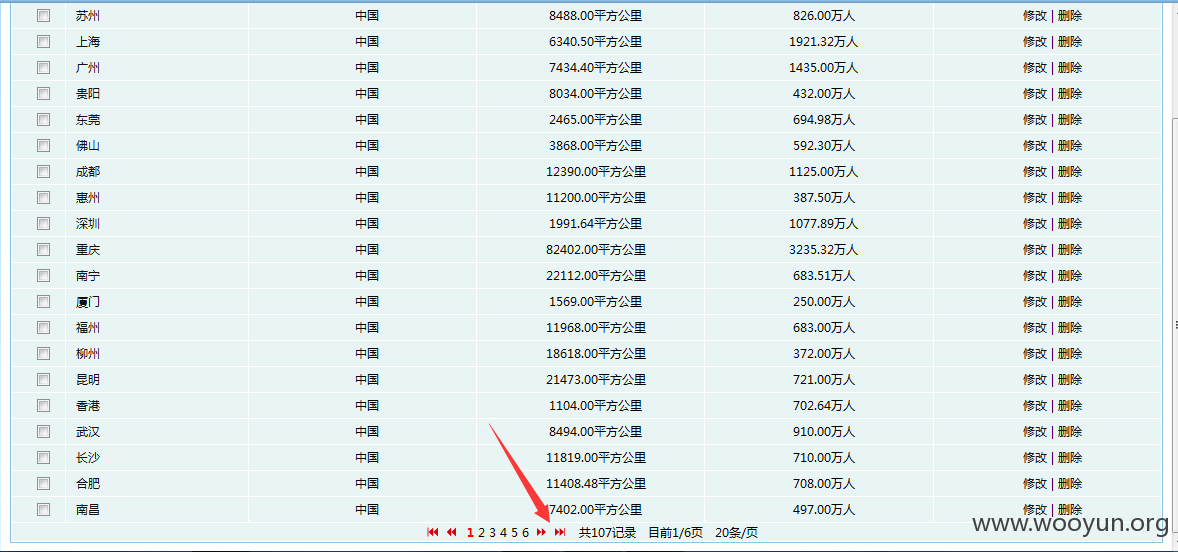 苏州 中国 8488.00平方公里 826.00万人 修改 | 删除
上海 中国 6340.50平方公里 1921.32万人 修改 | 删除
广州 中国 7434.40平方公里 1435.00万人 修改 | 删除
贵阳 中国 8034.00平方公里 432.00万人 修改 | 删除
东莞 中国 2465.00平方公里 694.98万人 修改 | 删除
佛山 中国 3868.00平方公里 592.30万人 修改 | 删除
成都 中国 12390.00平方公里 1125.00万人 修改 | 删除
惠州 中国 11200.00平方公里 387.50万人 修改 | 删除
深圳 中国 1991.64平方公里 1077.89万人 修改 | 删除
重庆 中国 82402.00平方公里 3235.32万人 修改 | 删除
南宁 中国 22112.00平方公里 683.51万人 修改 | 删除
厦门 中国 1569.00平方公里 250.00万人 修改 | 删除
福州 中国 11968.00平方公里 683.00万人 修改 | 删除
柳州 中国 18618.00平方公里 372.00万人 修改 | 删除
昆明 中国 21473.00平方公里 721.00万人 修改 | 删除
香港 中国 1104.00平方公里 702.64万人 修改 | 删除
武汉 中国 8494.00平方公里 910.00万人 修改 | 删除
长沙 中国 11819.00平方公里 710.00万人 修改 | 删除
合肥 中国 11408.48平方公里 708.00万人 修改 | 删除
南昌 中国 7402.00平方公里 497.00万人 修改 | 删除
1 2 3 4 5 6 共107记录 目前1/6页 20条/页
www.wooyun.org